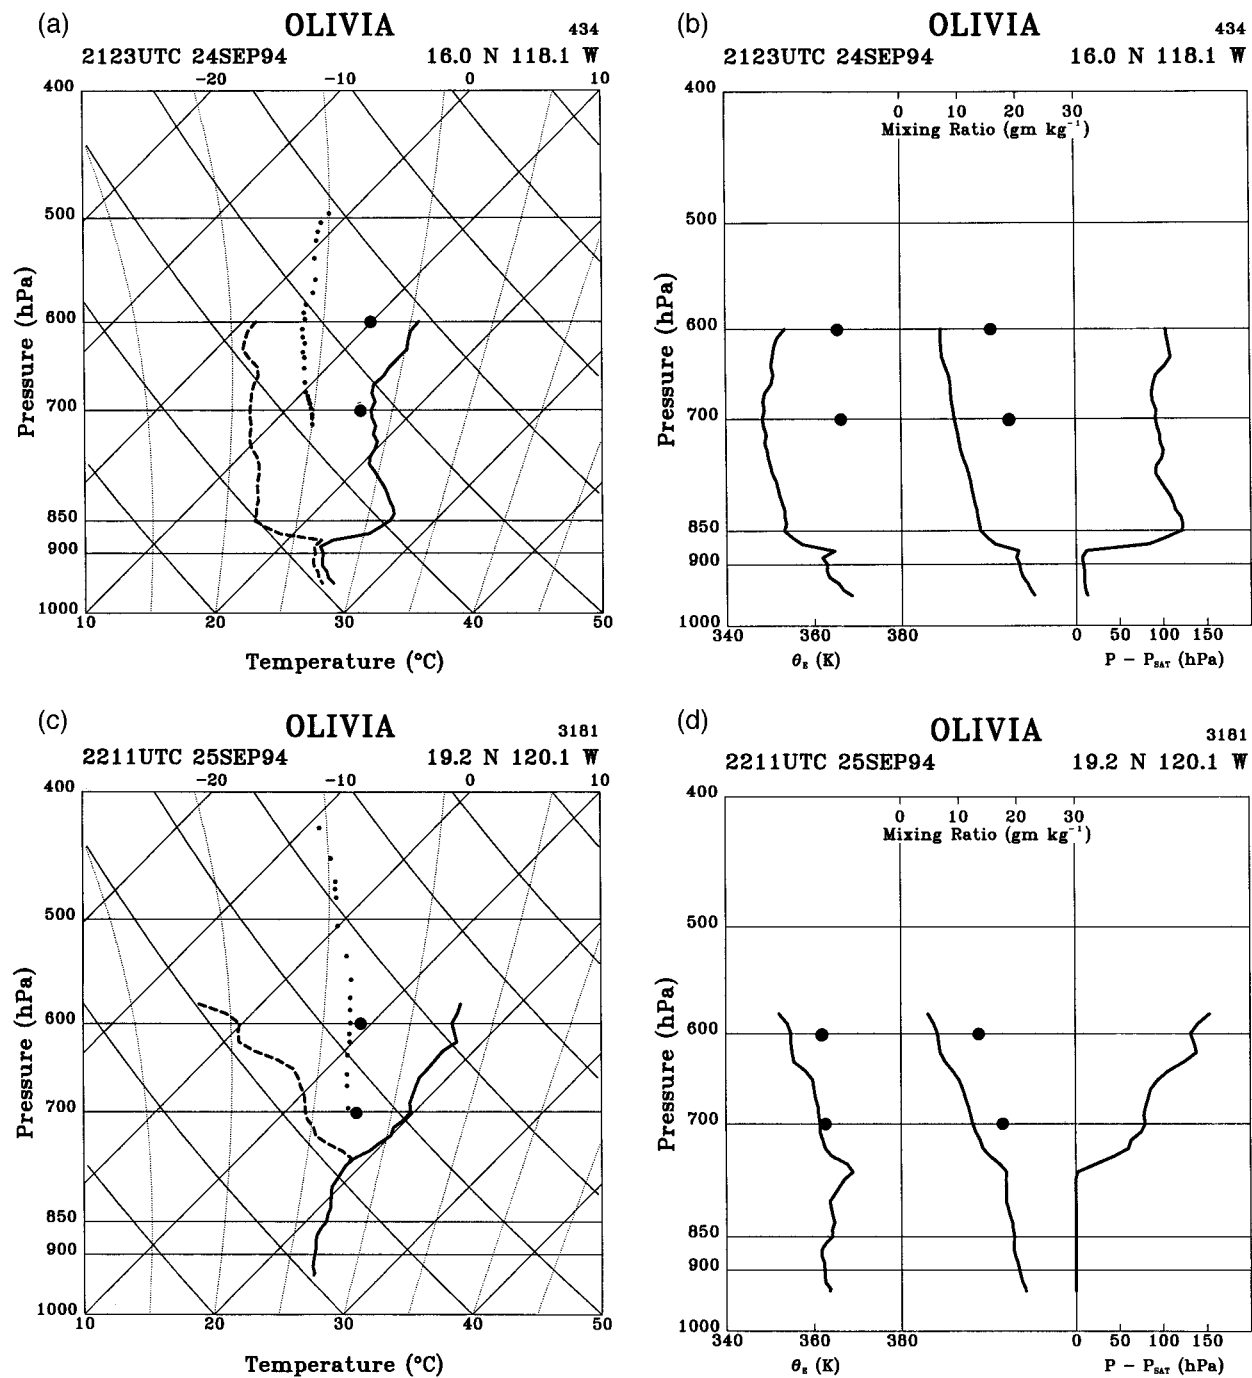 (a)
OLIVIA
434
2123UTC 24SEP94 16.0 N 118.1 W
-20 -10 0 10
400
500
600
700
850
900
1000
Pressure (hPa)
10 20 30 40 50
Temperature (°C)
(b)
OLIVIA
434
2123UTC 24SEP94 16.0 N 118.1 W
400
0 10 20 30
Mixing Ratio (gm kg⁻¹)
500
600
700
850
900
1000
Pressure (hPa)
340 360 380 0 50 100 150
θE (K) P - PSAT (hPa)
(c)
OLIVIA
3181
2211UTC 25SEP94 19.2 N 120.1 W
-20 -10 0 10
400
500
600
700
850
900
1000
Pressure (hPa)
10 20 30 40 50
Temperature (°C)
(d)
OLIVIA
3181
2211UTC 25SEP94 19.2 N 120.1 W
400
0 10 20 30
Mixing Ratio (gm kg⁻¹)
500
600
700
850
900
1000
Pressure (hPa)
340 360 380 0 50 100 150
θE (K) P - PSAT (hPa)